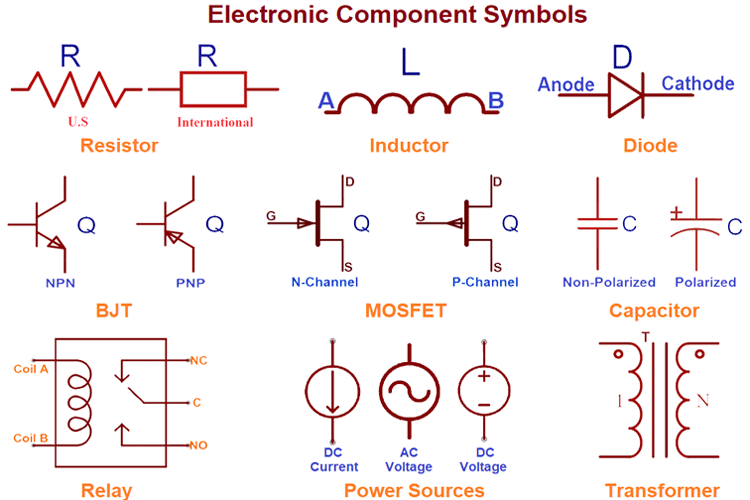 Electronic Component Symbols
R
R
U.S
International
Resistor
L
A
B
Inductor
D
Anode
Cathode
Diode
Q
NPN
Q
PNP
BJT
D
G
Q
S
N-Channel
D
G
Q
S
P-Channel
MOSFET
C
Non-Polarized
+
C
Polarized
Capacitor
Coil A
Coil B
NC
C
NO
Relay
DC
Current
AC
Voltage
+
−
DC
Voltage
Power Sources
T
1
N
Transformer